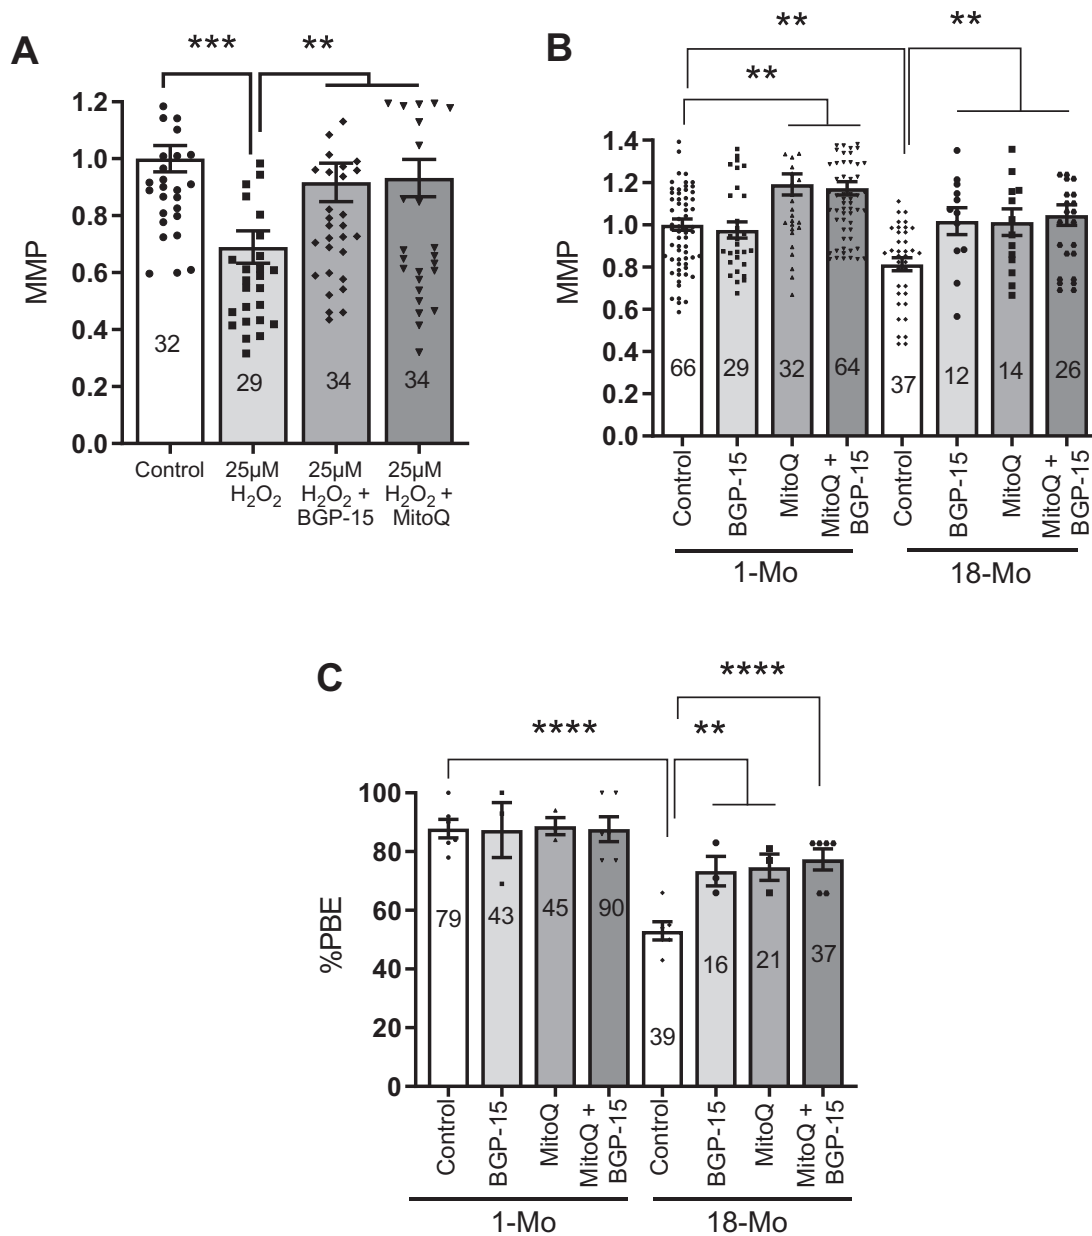 A
***
**
MMP
1.2
1.0
0.8
0.6
0.4
0.2
0.0
32
29
34
34
Control
25µM
H2O2
25µM
H2O2 +
BGP-15
25µM
H2O2 +
MitoQ
B
**
**
**
MMP
1.4
1.2
1.0
0.8
0.6
0.4
0.2
0.0
66
29
32
64
37
12
14
26
Control
BGP-15
MitoQ
MitoQ +
BGP-15
Control
BGP-15
MitoQ
MitoQ +
BGP-15
1-Mo
18-Mo
C
****
**
****
%PBE
100
80
60
40
20
0
79
43
45
90
39
16
21
37
Control
BGP-15
MitoQ
MitoQ +
BGP-15
Control
BGP-15
MitoQ
MitoQ +
BGP-15
1-Mo
18-Mo